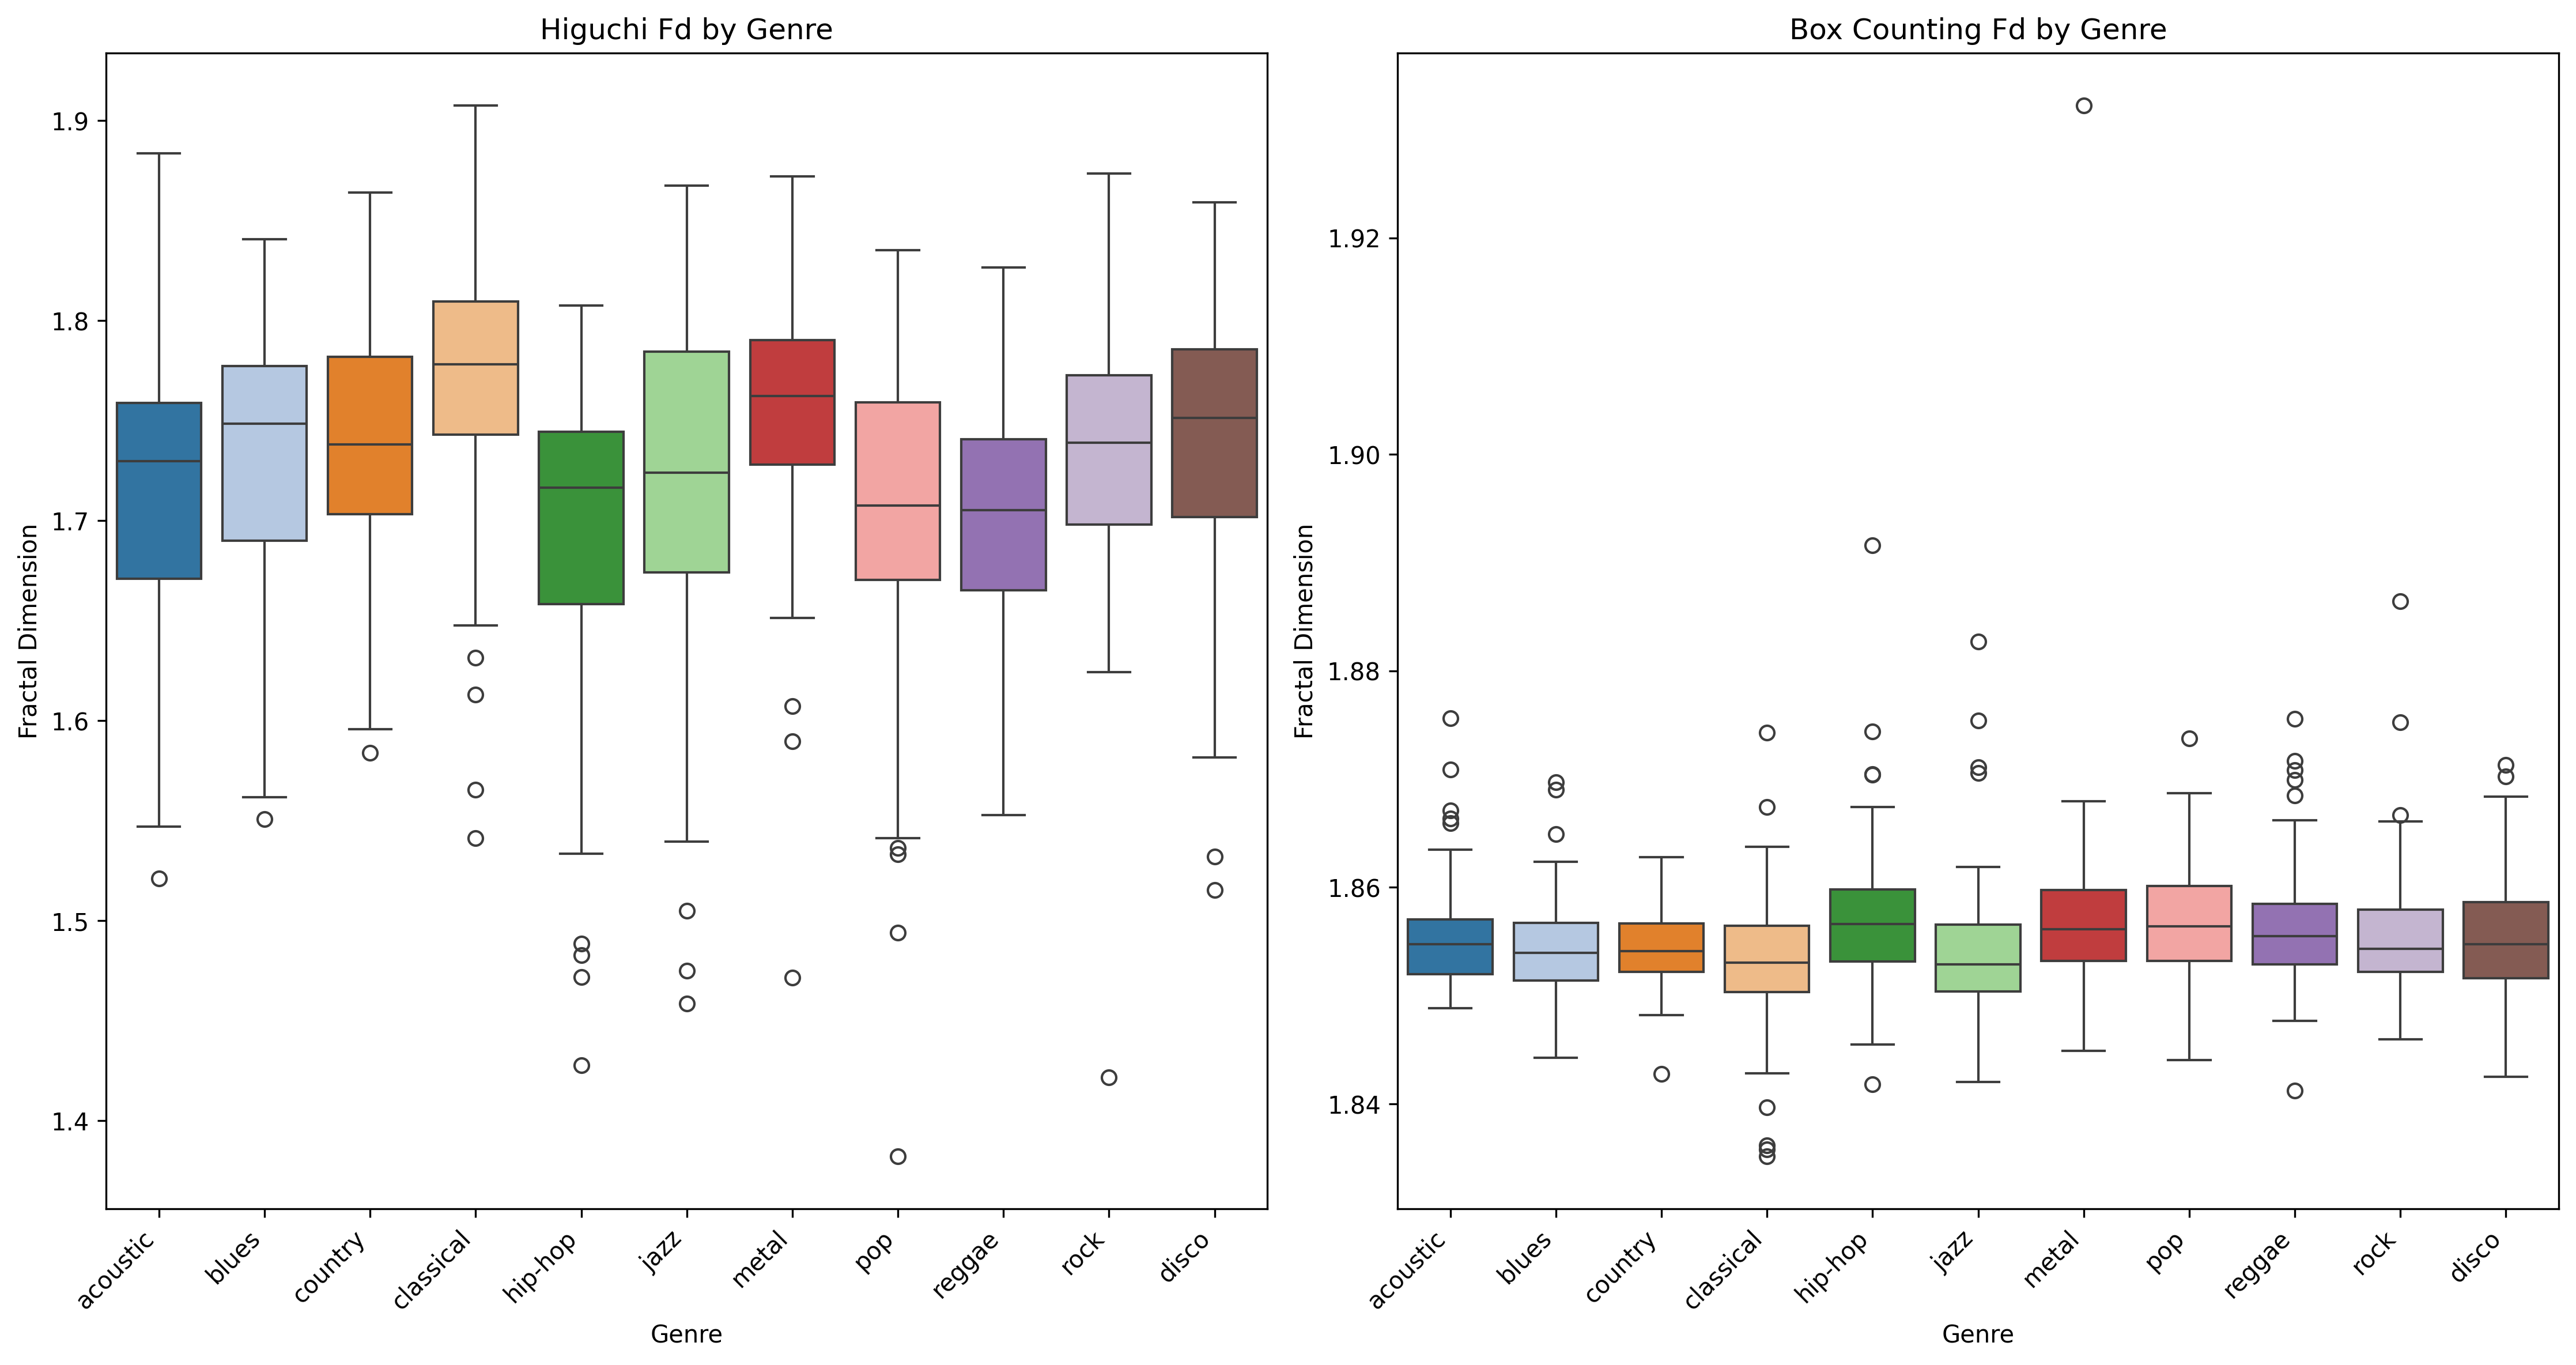 Higuchi Fd by Genre
Fractal Dimension
1.9
1.8
1.7
1.6
1.5
1.4
acoustic
blues
country
classical
hip-hop
jazz
metal
pop
reggae
rock
disco
Genre
Box Counting Fd by Genre
Fractal Dimension
1.92
1.90
1.88
1.86
1.84
acoustic
blues
country
classical
hip-hop
jazz
metal
pop
reggae
rock
disco
Genre